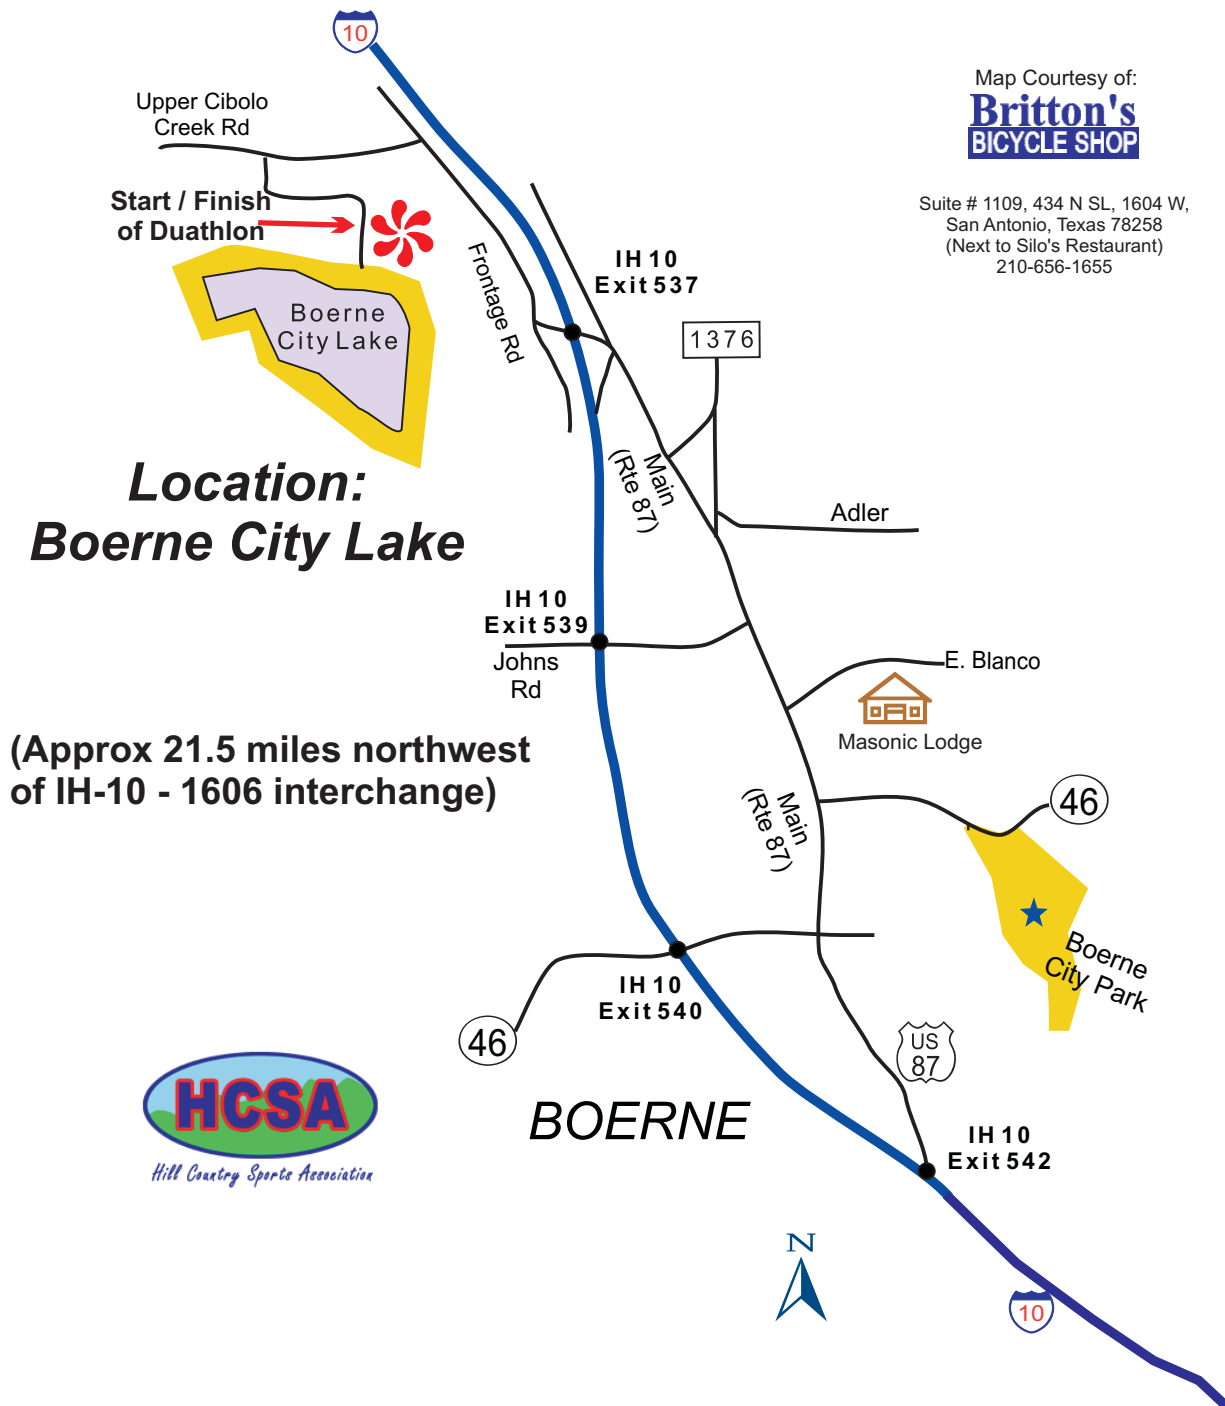 10
Upper Cibolo
Creek Rd
Map Courtesy of:
Britton's
BICYCLE SHOP
Suite # 1109, 434 N SL, 1604 W,
San Antonio, Texas 78258
(Next to Silo's Restaurant)
210-656-1655
Start / Finish
of Duathlon
Frontage Rd
IH 10
Exit 537
Boerne
City Lake
1376
Location:
Boerne City Lake
Main
(Rte 87)
Adler
IH 10
Exit 539
Johns
Rd
E. Blanco
Masonic Lodge
(Approx 21.5 miles northwest
of IH-10 - 1606 interchange)
Main
(Rte 87)
46
Boerne
City Park
IH 10
Exit 540
46
US
87
HCSA
Hill Country Sports Association
BOERNE
IH 10
Exit 542
N
10